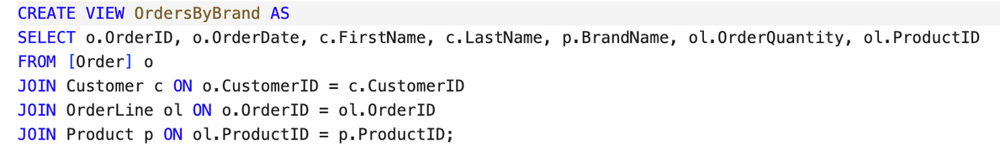 CREATE VIEW OrdersByBrand AS
SELECT o.OrderID, o.OrderDate, c.FirstName, c.LastName, p.BrandName, ol.OrderQuantity, ol.ProductID
FROM [Order] o
JOIN Customer c ON o.CustomerID = c.CustomerID
JOIN OrderLine ol ON o.OrderID = ol.OrderID
JOIN Product p ON ol.ProductID = p.ProductID;